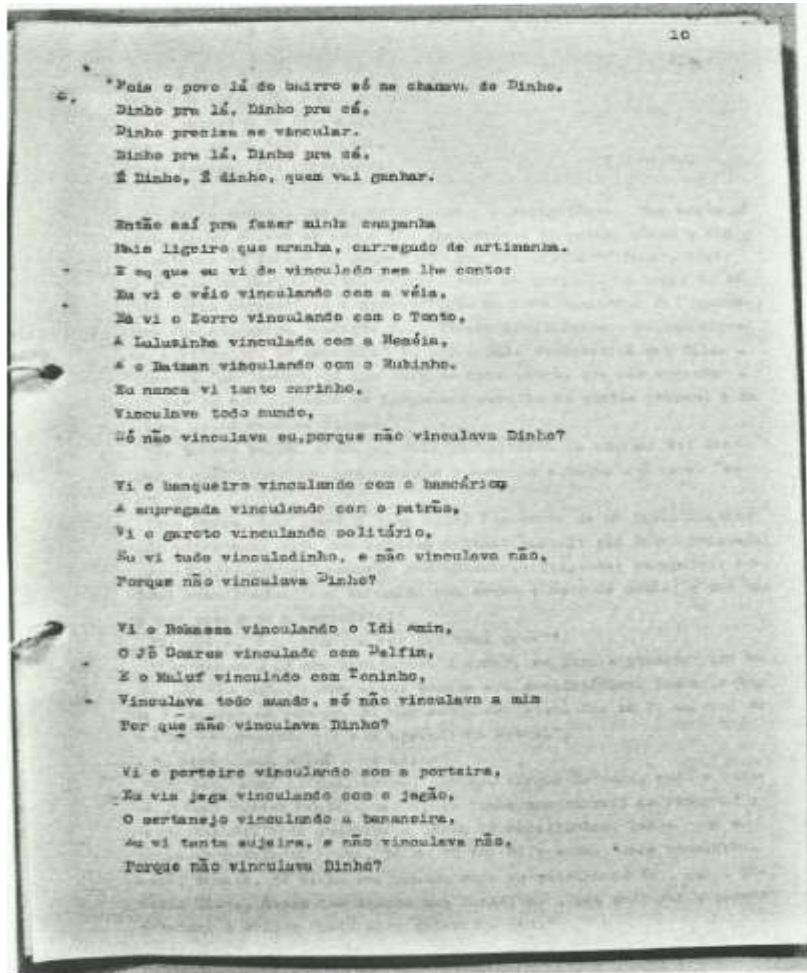 10
Pois o povo lá do bairro só me chamava de Dinho.
Dinho pra lá, Dinho pra cá,
Dinho precisa se vincular.
Dinho pra lá, Dinho pra cá,
É Dinho, É dinho, quem vai ganhar.
Então saí pra fazer minha campanha
Mais ligeiro que aranha, carregado de artimanha.
E oq que eu vi de vinculado nem lhe conto:
Eu vi o véio vinculando com a véia,
Eu vi o Zorro vinculando com o Tonto,
A Luluzinha vinculada com a
A o Batman vinculando com o Rubinho.
Eu nunca vi tanto carinho,
Vinculava todo mundo,
Só não vinculava eu,porque não vinculava Dinho?
Vi o banqueiro vinculando com o bancário
A empregada vinculando com o patrão,
Vi o garoto vinculando solitário,
Eu vi tudo vinculadinho, e não vinculava não,
Porque não vinculava Dinho?
Vi o Bokassa vinculando o Idi Amin,
O Jô Soares vinculado com Delfim,
E o Maluf vinculado com Toninho,
Vinculava todo mundo, só não vinculava a mim
Por que não vinculava Dinho?
Vi o porteiro vinculando com a porteira,
Eu via jega vinculando com o jegão,
O sertanejo vinculando a bananeira,
Au vi tanta sujeira, e não vinculava não,
Porque não vinculava Dinho?